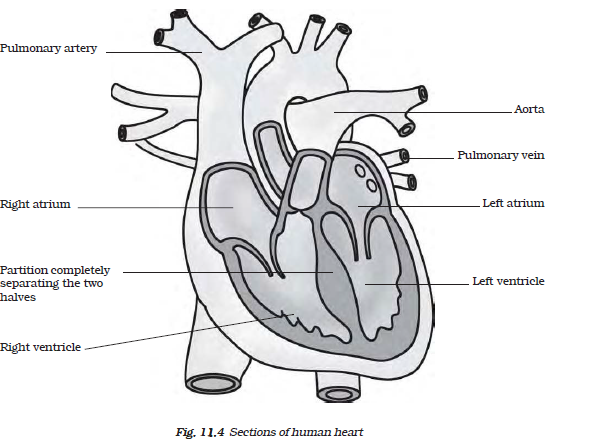 Pulmonary artery
Aorta
Pulmonary vein
Right atrium
Left atrium
Partition completely
separating the two
halves
Left ventricle
Right ventricle
Fig. 11.4 Sections of human heart